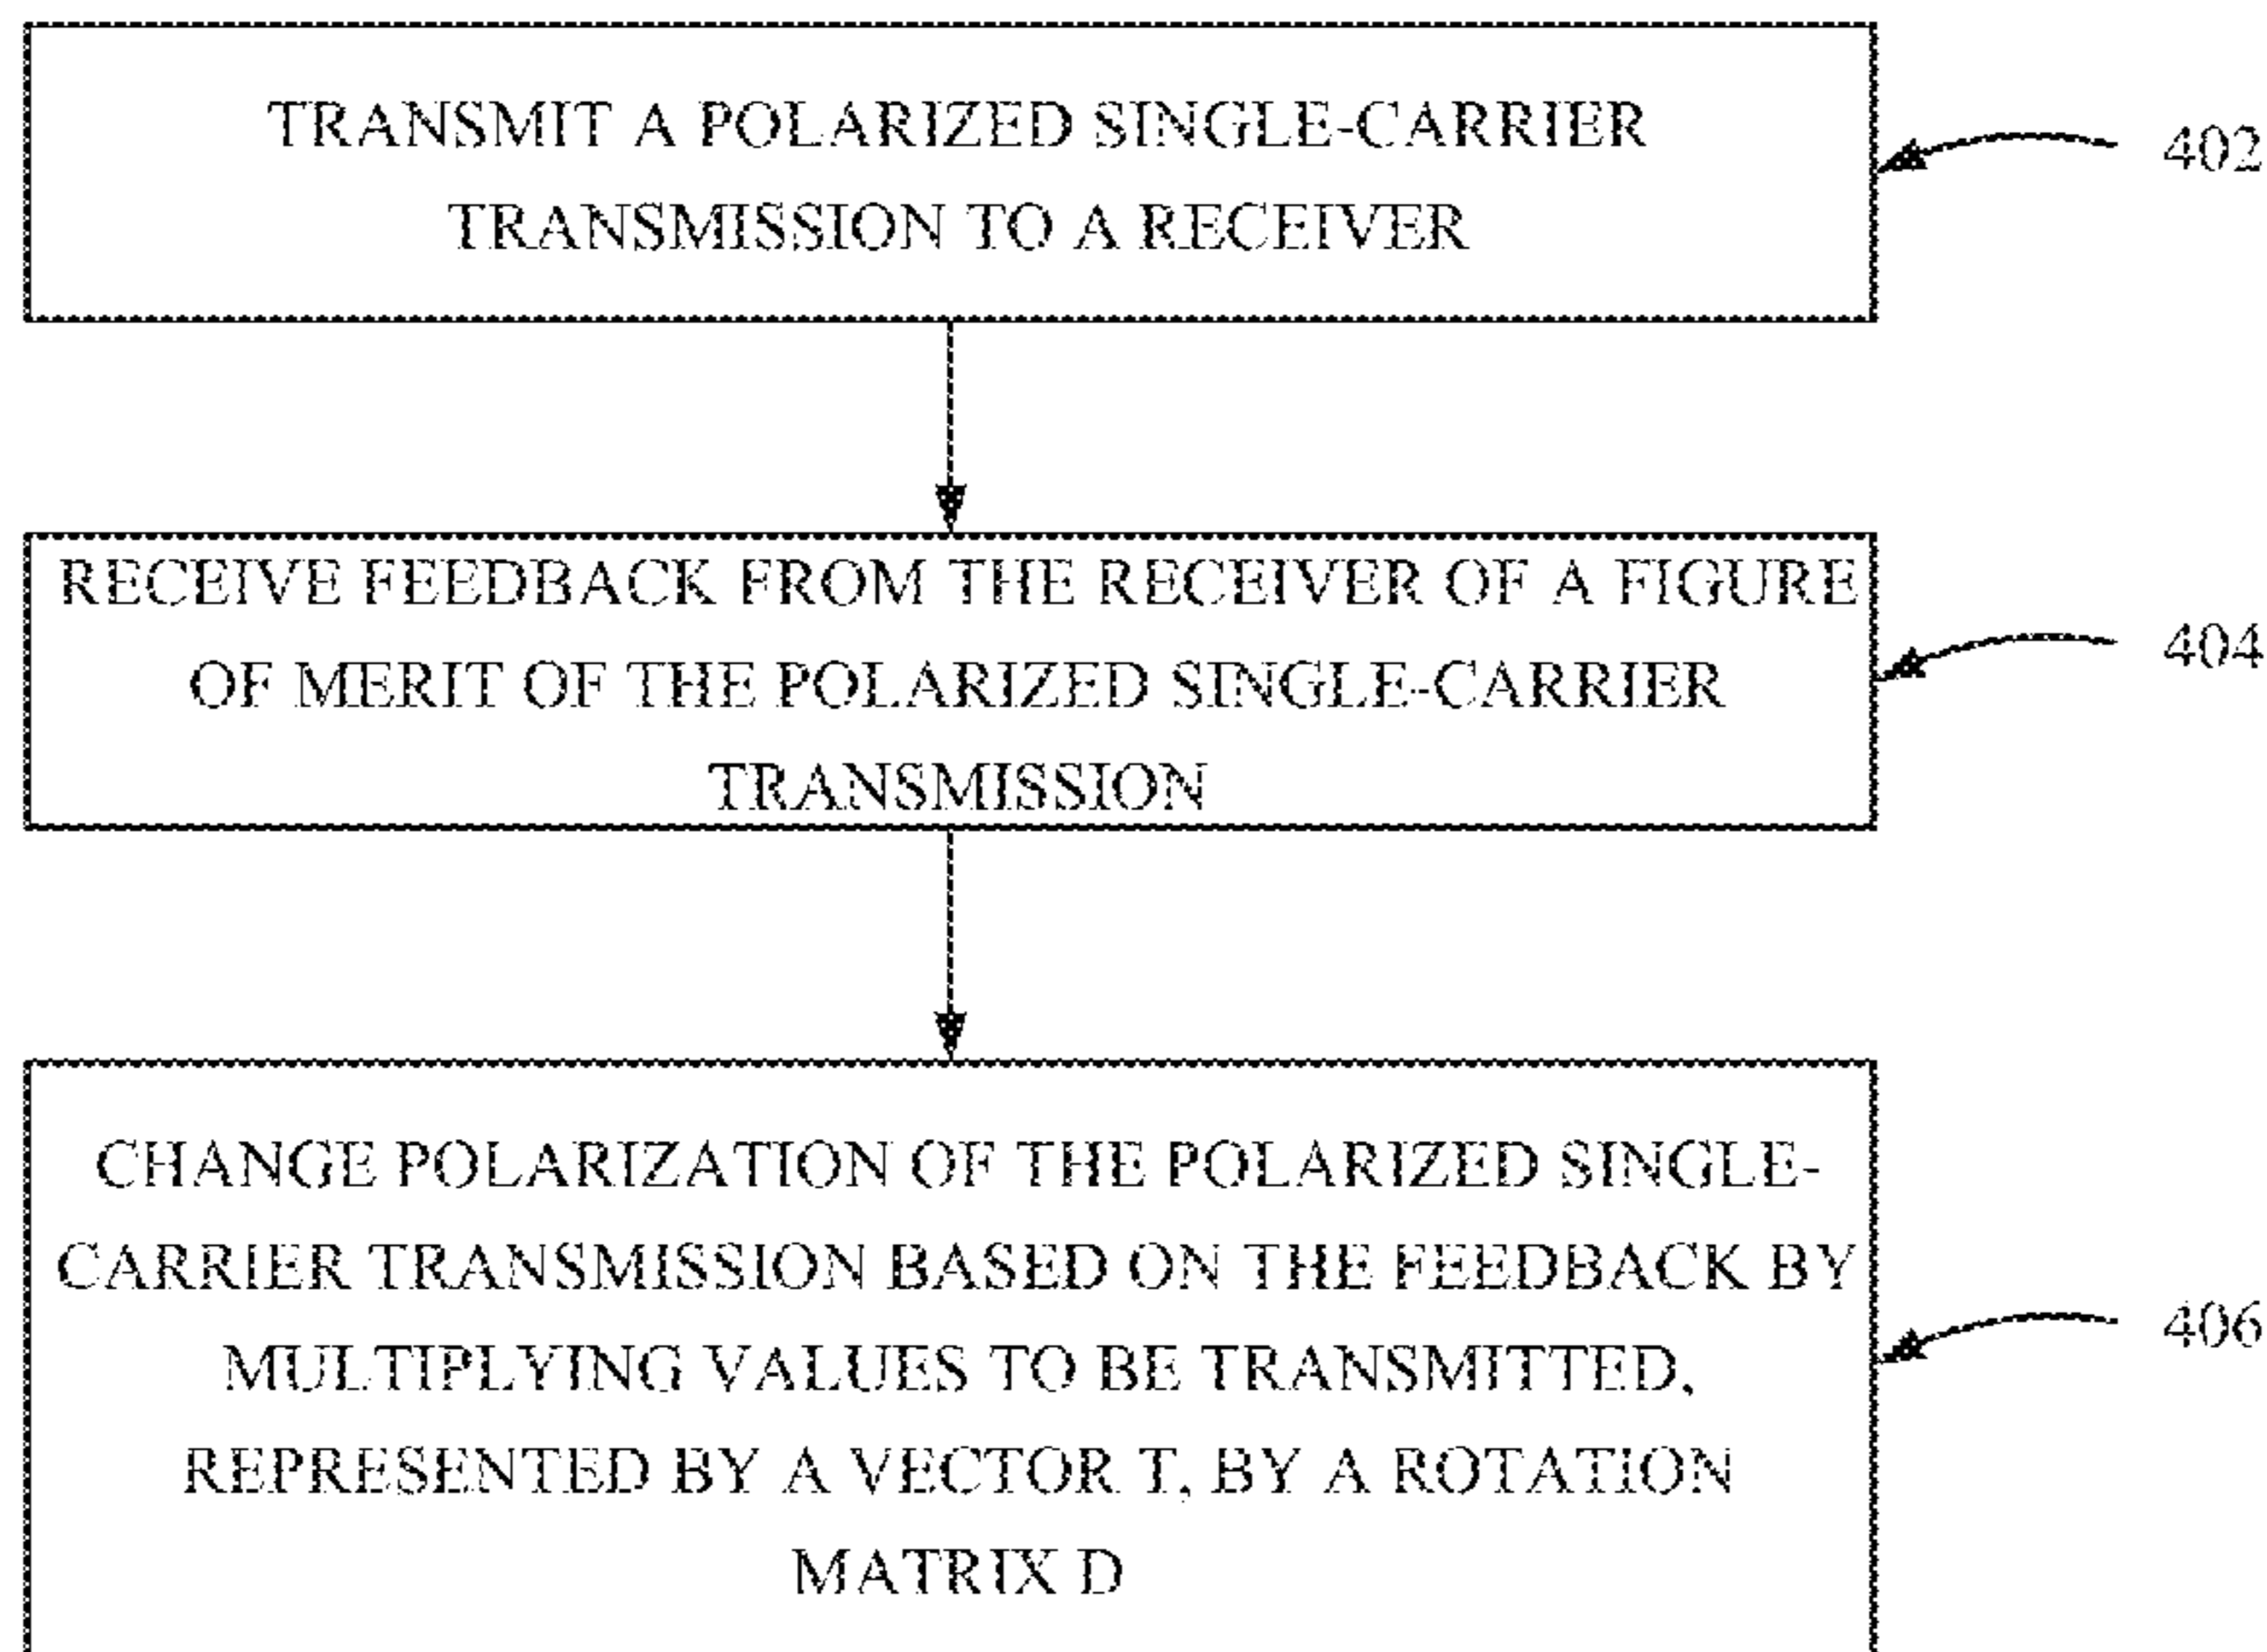 TRANSMIT A POLARIZED SINGLE-CARRIER
TRANSMISSION TO A RECEIVER
402
RECEIVE FEEDBACK FROM THE RECEIVER OF A FIGURE
OF MERIT OF THE POLARIZED SINGLE-CARRIER
TRANSMISSION
404
CHANGE POLARIZATION OF THE POLARIZED SINGLE-
CARRIER TRANSMISSION BASED ON THE FEEDBACK BY
MULTIPLYING VALUES TO BE TRANSMITTED,
REPRESENTED BY A VECTOR T, BY A ROTATION
MATRIX D
406